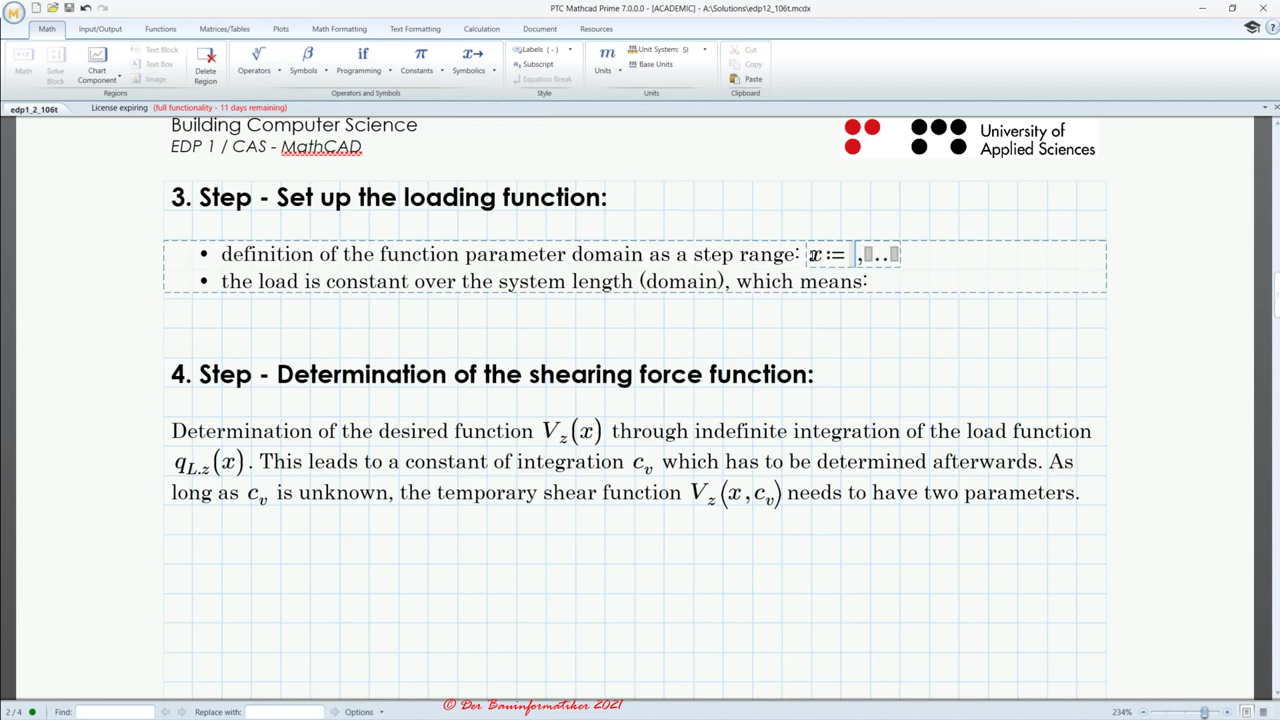 PTC Mathcad Prime 7.0.0.0 - [ACADEMIC] - A:\Solutions\edp12_106t.mcdx
Math Input/Output Functions Matrices/Tables Plots Math Formatting Text Formatting Calculation Document Resources
Math Solve Block Chart Component Text Block Text Box Image Delete Region Operators Symbols Programming Constants Symbolics Labels (-) Subscript Equation Break Units Unit System: SI Base Units Cut Copy Paste
Regions Operators and Symbols Style Units Clipboard
edp1_2_106t License expiring (full functionality - 11 days remaining)
Building Computer Science
EDP 1 / CAS - MathCAD
University of
Applied Sciences
3. Step - Set up the loading function:
• definition of the function parameter domain as a step range: x := , ..
• the load is constant over the system length (domain), which means:
4. Step - Determination of the shearing force function:
Determination of the desired function V_z(x) through indefinite integration of the load function
q_L.z(x). This leads to a constant of integration c_v which has to be determined afterwards. As
long as c_v is unknown, the temporary shear function V_z(x, c_v) needs to have two parameters.
© Der Bauinformatiker 2021
2/4 Find: Replace with: Options 234%